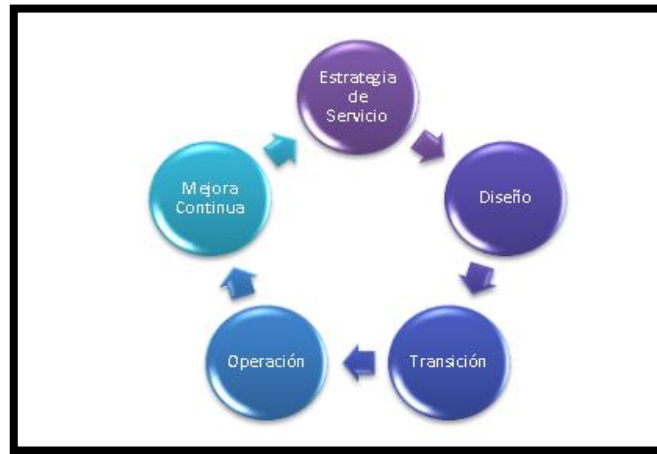 Estrategia
de
Servicio
Diseño
Transición
Operación
Mejora
Continua